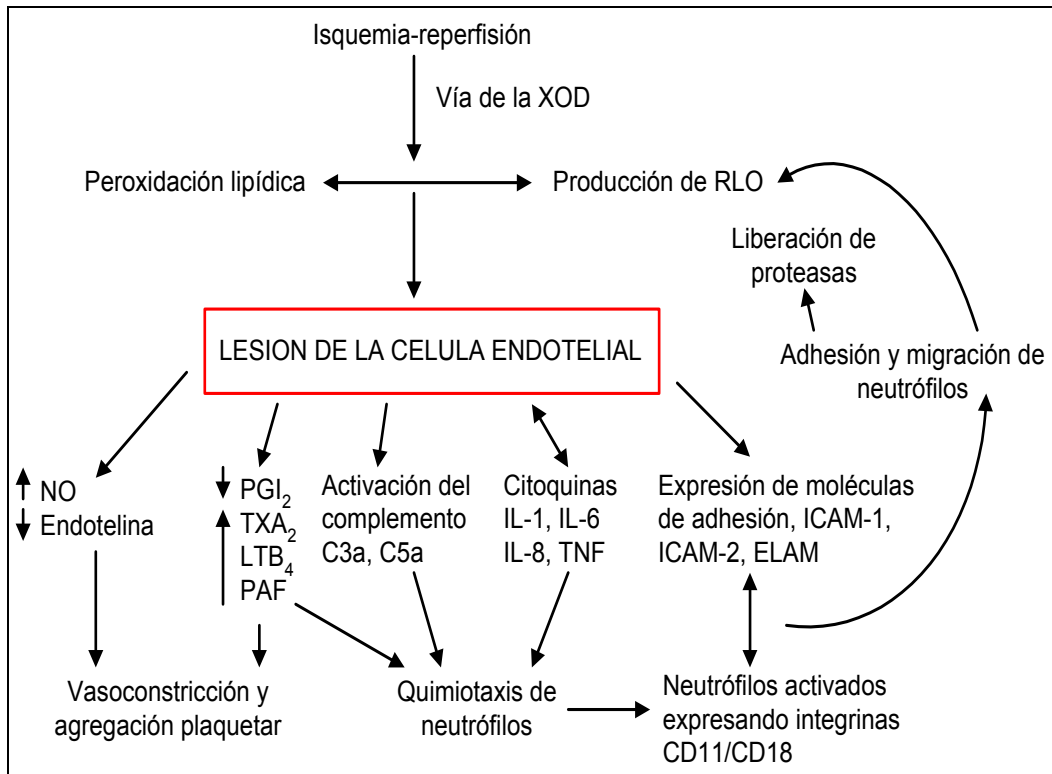 Isquemia-reperfisión
Vía de la XOD
Peroxidación lipídica
Producción de RLO
Liberación de
proteasas
LESION DE LA CELULA ENDOTELIAL
Adhesión y migración de
neutrófilos
NO
Endotelina
PGI2
TXA2
LTB4
PAF
Activación del
complemento
C3a, C5a
Citoquinas
IL-1, IL-6
IL-8, TNF
Expresión de moléculas
de adhesión, ICAM-1,
ICAM-2, ELAM
Vasoconstricción y
agregación plaquetar
Quimiotaxis de
neutrófilos
Neutrófilos activados
expresando integrinas
CD11/CD18